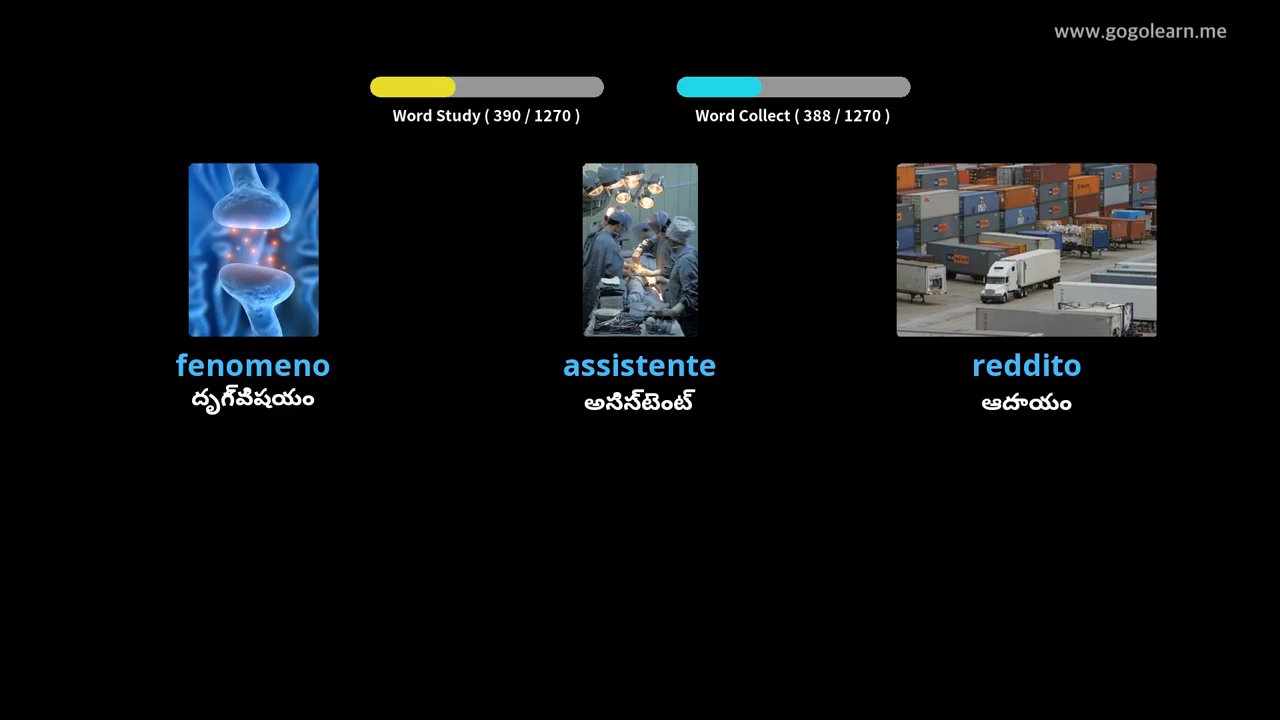 www.gogolearn.me
Word Study ( 390 / 1270 )
Word Collect ( 388 / 1270 )
fenomeno
assistente
reddito
దృగ్విషయం
అసిస్టెంట్
ఆదాయం